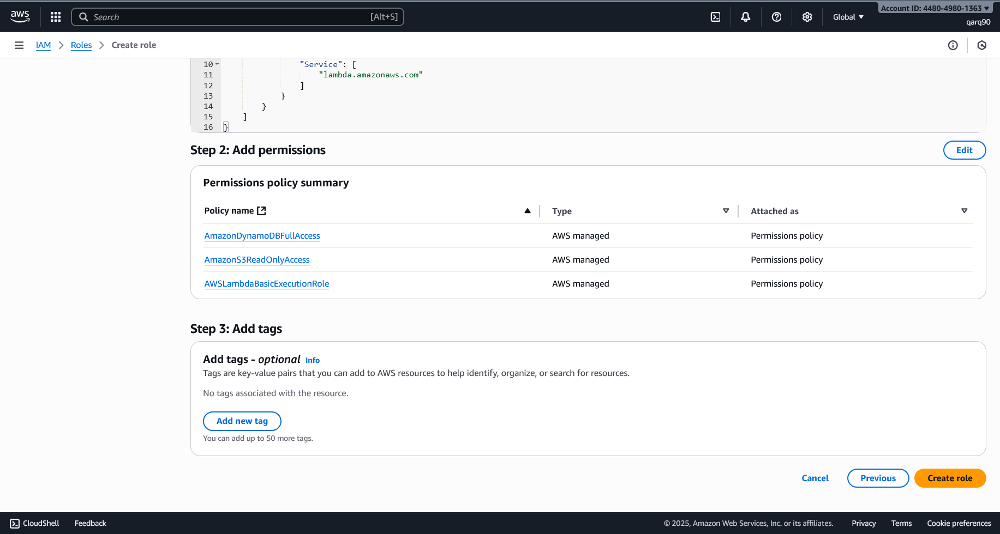 aws
Search [Alt+S]
Global ▼
Account ID: 4480-4980-1363 ▼
qarq90
IAM > Roles > Create role
10 "Service": [
11 "lambda.amazonaws.com"
12 ]
13 }
14 }
15 ]
16 }
Step 2: Add permissions
Edit
Permissions policy summary
Policy name Type Attached as
AmazonDynamoDBFullAccess AWS managed Permissions policy
AmazonS3ReadOnlyAccess AWS managed Permissions policy
AWSLambdaBasicExecutionRole AWS managed Permissions policy
Step 3: Add tags
Add tags - optional Info
Tags are key-value pairs that you can add to AWS resources to help identify, organize, or search for resources.
No tags associated with the resource.
Add new tag
You can add up to 50 more tags.
Cancel Previous Create role
CloudShell Feedback © 2025, Amazon Web Services, Inc. or its affiliates. Privacy Terms Cookie preferences